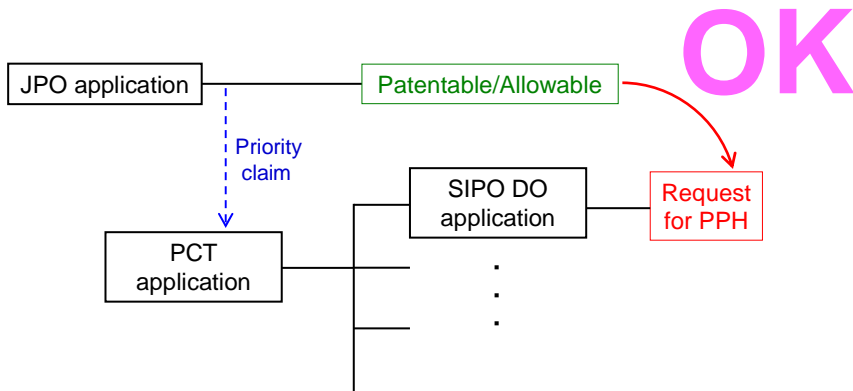 OK
JPO application
Patentable/Allowable
Priority
claim
SIPO DO
application
Request
for PPH
PCT
application